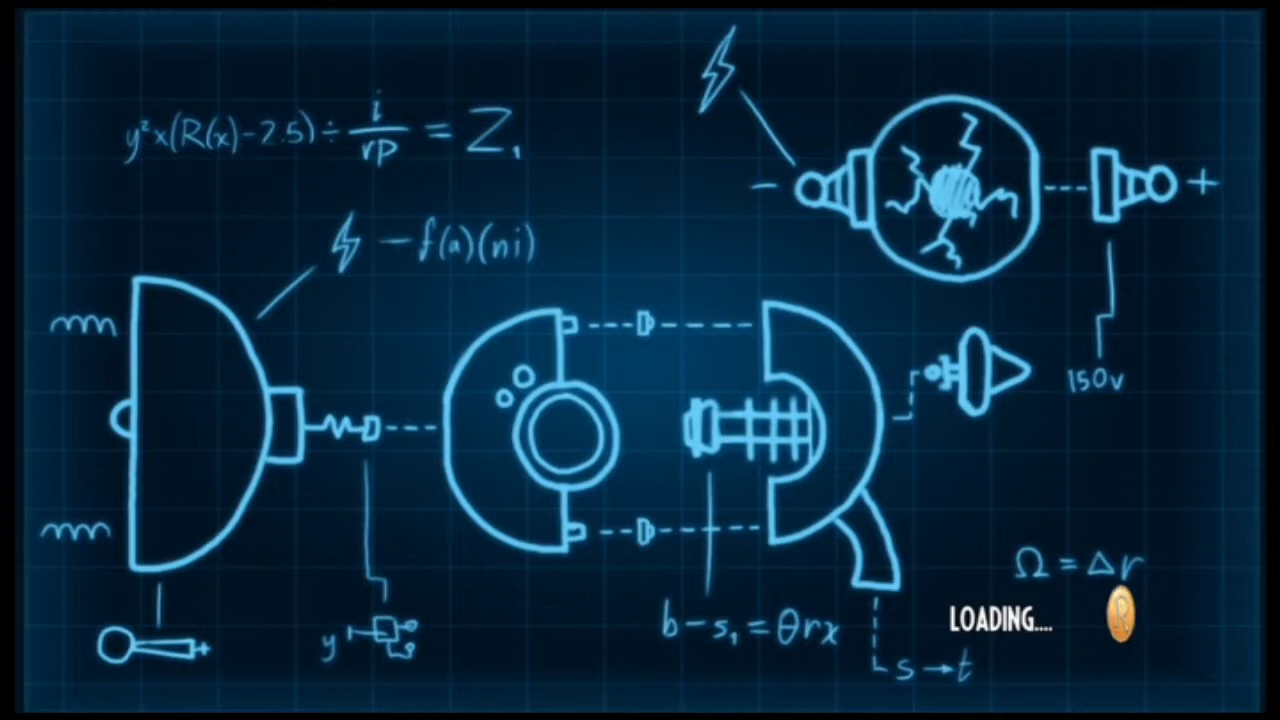 y²x(R(x)-2.5)÷ i/rp = Z₁
- f(a)(ni)
- +
150v
Ω = Δr
LOADING....
R
b-s₁=θrx
+
y
s→t